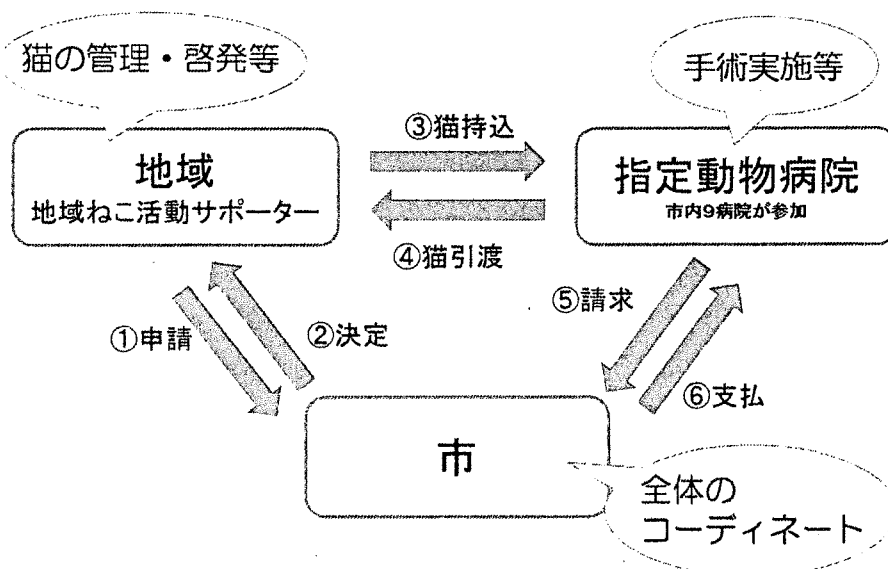 猫の管理・啓発等
手術実施等
③猫持込
地域
地域ねこ活動サポーター
指定動物病院
市内9病院が参加
④猫引渡
①申請
②決定
⑤請求
⑥支払
市
全体の
コーディネート